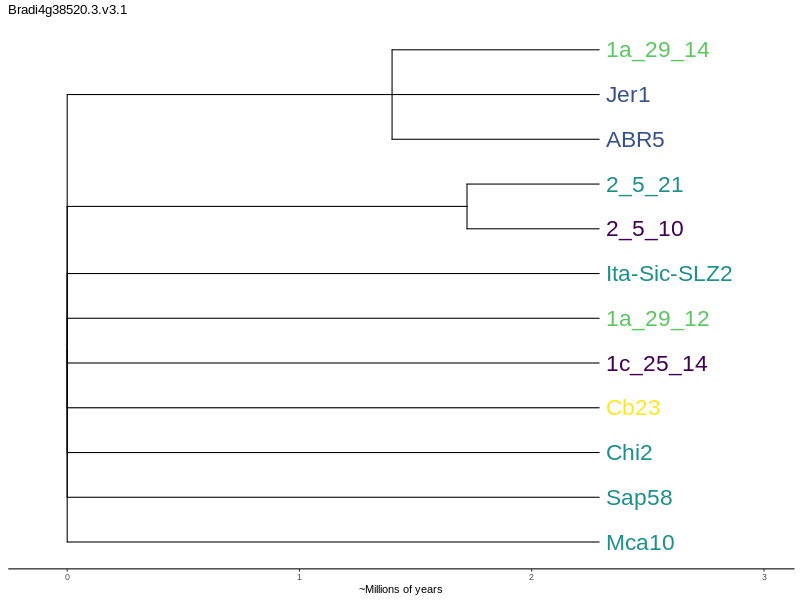 Bradi4g38520.3.v3.1
1a_29_14
Jer1
ABR5
2_5_21
2_5_10
Ita-Sic-SLZ2
1a_29_12
1c_25_14
Cb23
Chi2
Sap58
Mca10
0 1 2 3
~Millions of years